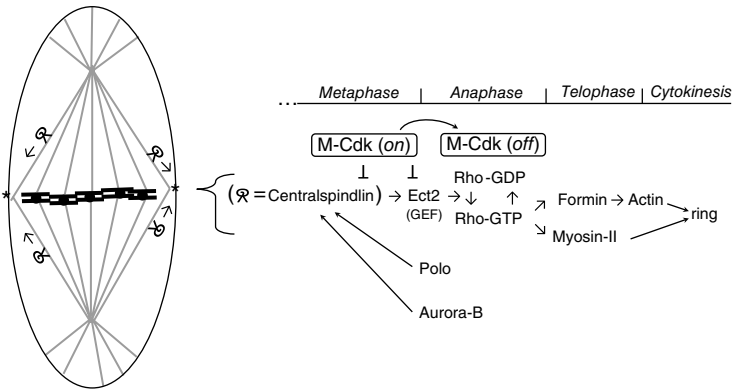 Metaphase Anaphase Telophase Cytokinesis
...
M-Cdk (on) M-Cdk (off)
Rho-GDP
* * ( = Centralspindlin) → Ect2 → ↓ ↑
(GEF)
Rho-GTP
Formin → Actin
ring
Myosin-II
Polo
Aurora-B